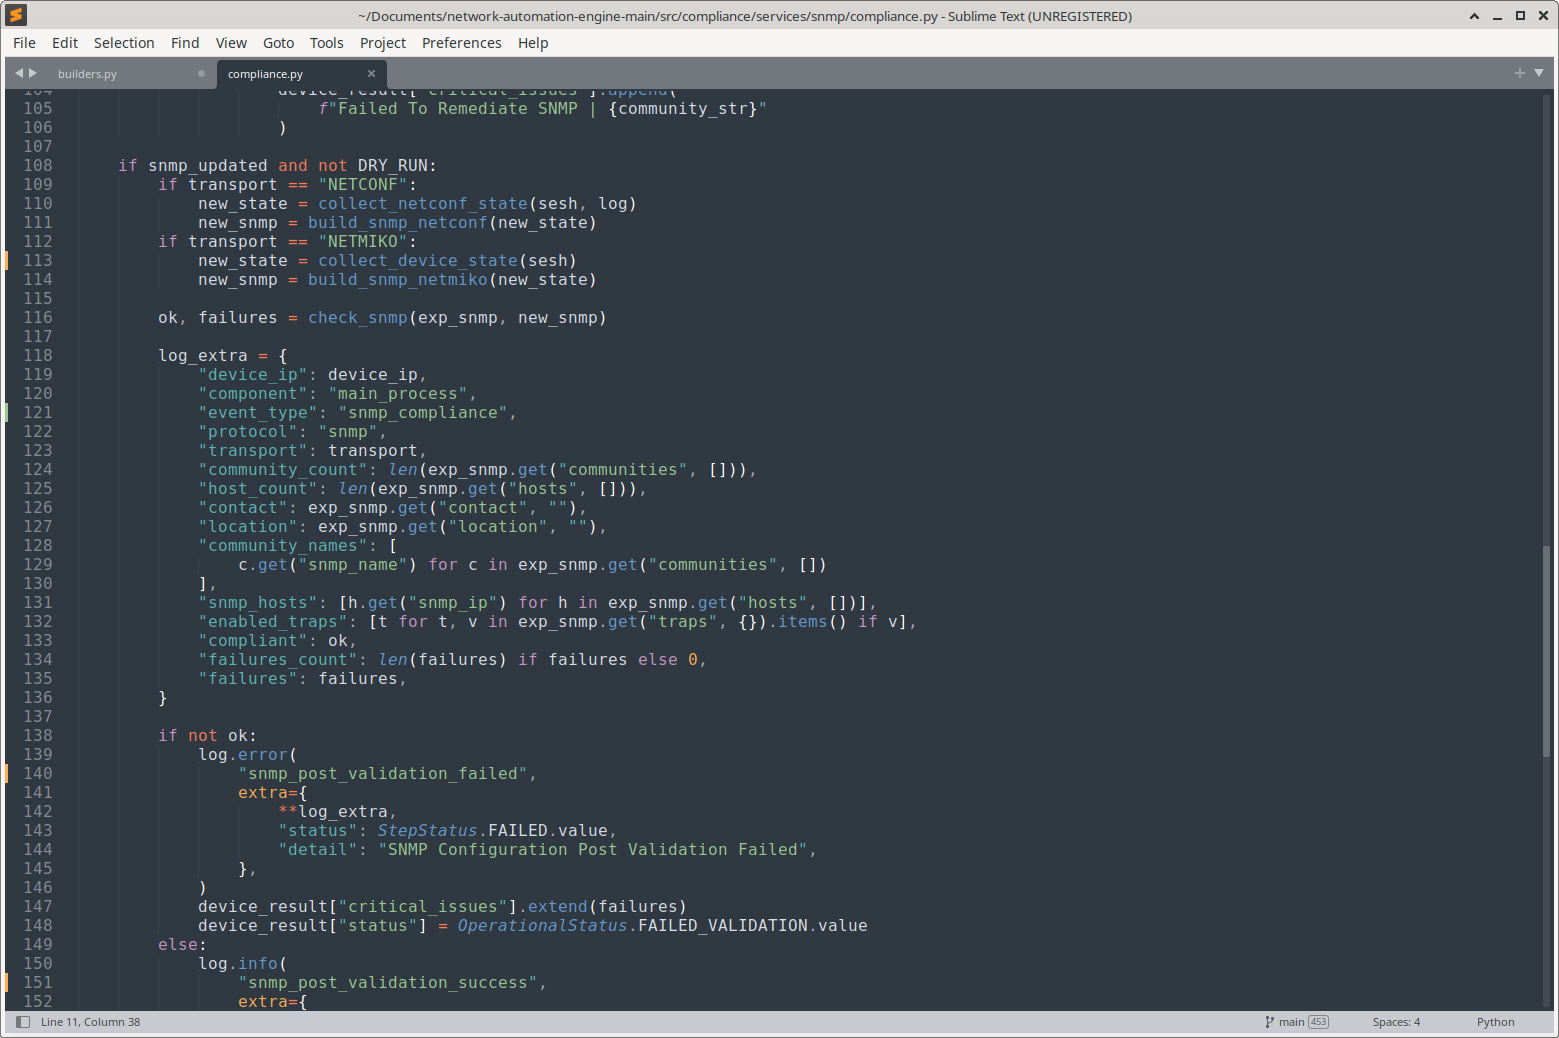 ~/Documents/network-automation-engine-main/src/compliance/services/snmp/compliance.py - Sublime Text (UNREGISTERED)
File Edit Selection Find View Goto Tools Project Preferences Help
builders.py compliance.py
104 device_result["critical_issues"].append(
105 f"Failed To Remediate SNMP | {community_str}"
106 )
107
108 if snmp_updated and not DRY_RUN:
109 if transport == "NETCONF":
110 new_state = collect_netconf_state(sesh, log)
111 new_snmp = build_snmp_netconf(new_state)
112 if transport == "NETMIKO":
113 new_state = collect_device_state(sesh)
114 new_snmp = build_snmp_netmiko(new_state)
115
116 ok, failures = check_snmp(exp_snmp, new_snmp)
117
118 log_extra = {
119 "device_ip": device_ip,
120 "component": "main_process",
121 "event_type": "snmp_compliance",
122 "protocol": "snmp",
123 "transport": transport,
124 "community_count": len(exp_snmp.get("communities", [])),
125 "host_count": len(exp_snmp.get("hosts", [])),
126 "contact": exp_snmp.get("contact", ""),
127 "location": exp_snmp.get("location", ""),
128 "community_names": [
129 c.get("snmp_name") for c in exp_snmp.get("communities", [])
130 ],
131 "snmp_hosts": [h.get("snmp_ip") for h in exp_snmp.get("hosts", [])],
132 "enabled_traps": [t for t, v in exp_snmp.get("traps", {}).items() if v],
133 "compliant": ok,
134 "failures_count": len(failures) if failures else 0,
135 "failures": failures,
136 }
137
138 if not ok:
139 log.error(
140 "snmp_post_validation_failed",
141 extra={
142 **log_extra,
143 "status": StepStatus.FAILED.value,
144 "detail": "SNMP Configuration Post Validation Failed",
145 },
146 )
147 device_result["critical_issues"].extend(failures)
148 device_result["status"] = OperationalStatus.FAILED_VALIDATION.value
149 else:
150 log.info(
151 "snmp_post_validation_success",
152 extra={
Line 11, Column 38 main 453 Spaces: 4 Python